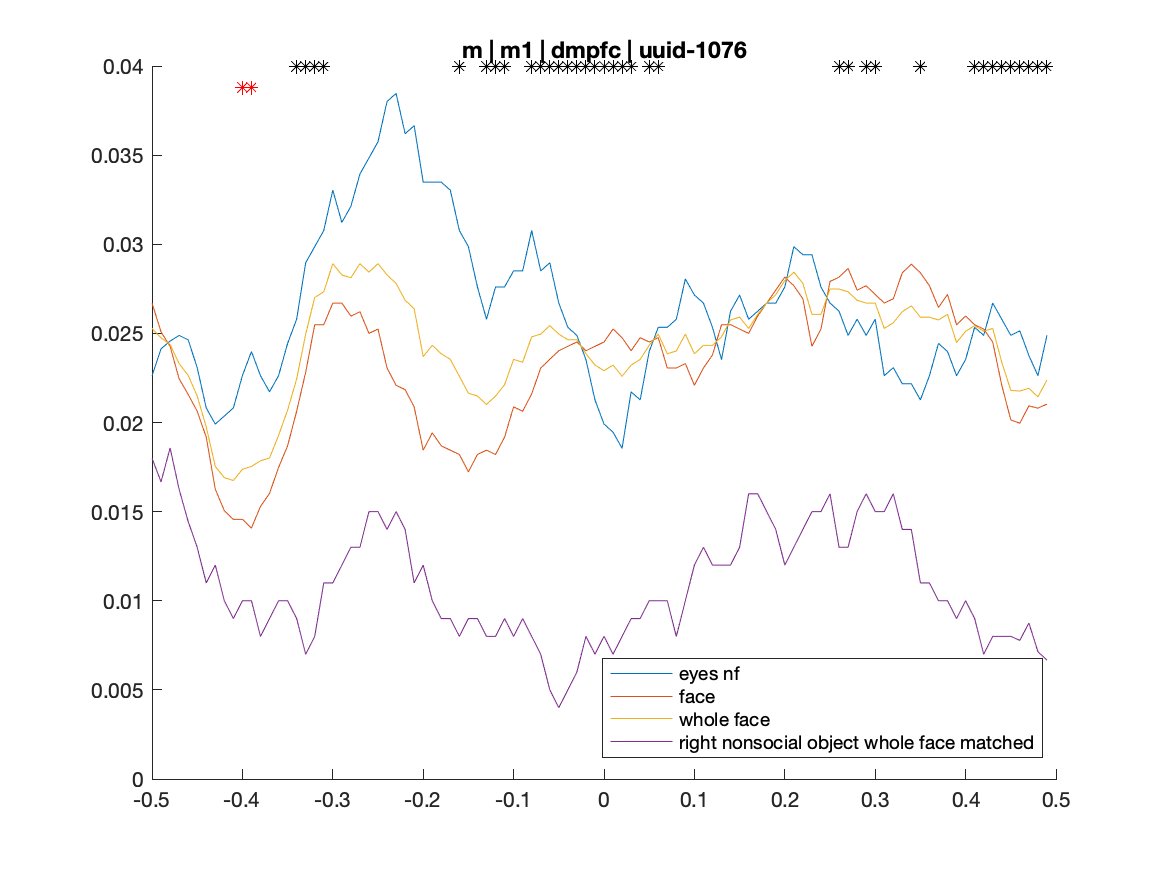 m | m1 | dmpfc | uuid-1076
0.04
0.035
0.03
0.025
0.02
0.015
0.01
0.005
0
-0.5 -0.4 -0.3 -0.2 -0.1 0 0.1 0.2 0.3 0.4 0.5
eyes nf
face
whole face
right nonsocial object whole face matched